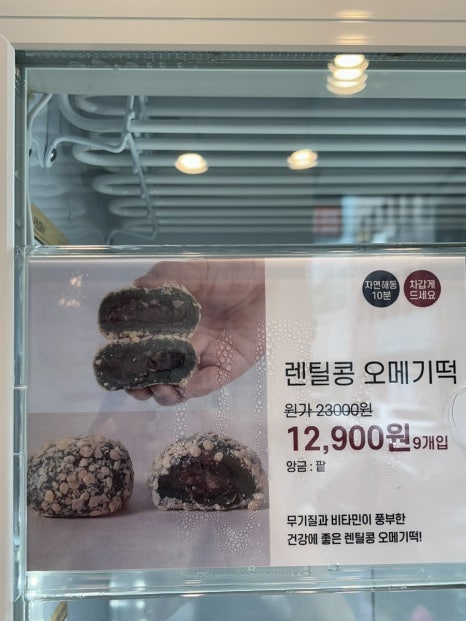 자연해동
10분
차갑게
드세요
렌틸콩 오메기떡
원가 23000원
12,900원 9개입
앙금 : 팥
무기질과 비타민이 풍부한
건강에 좋은 렌틸콩 오메기떡!